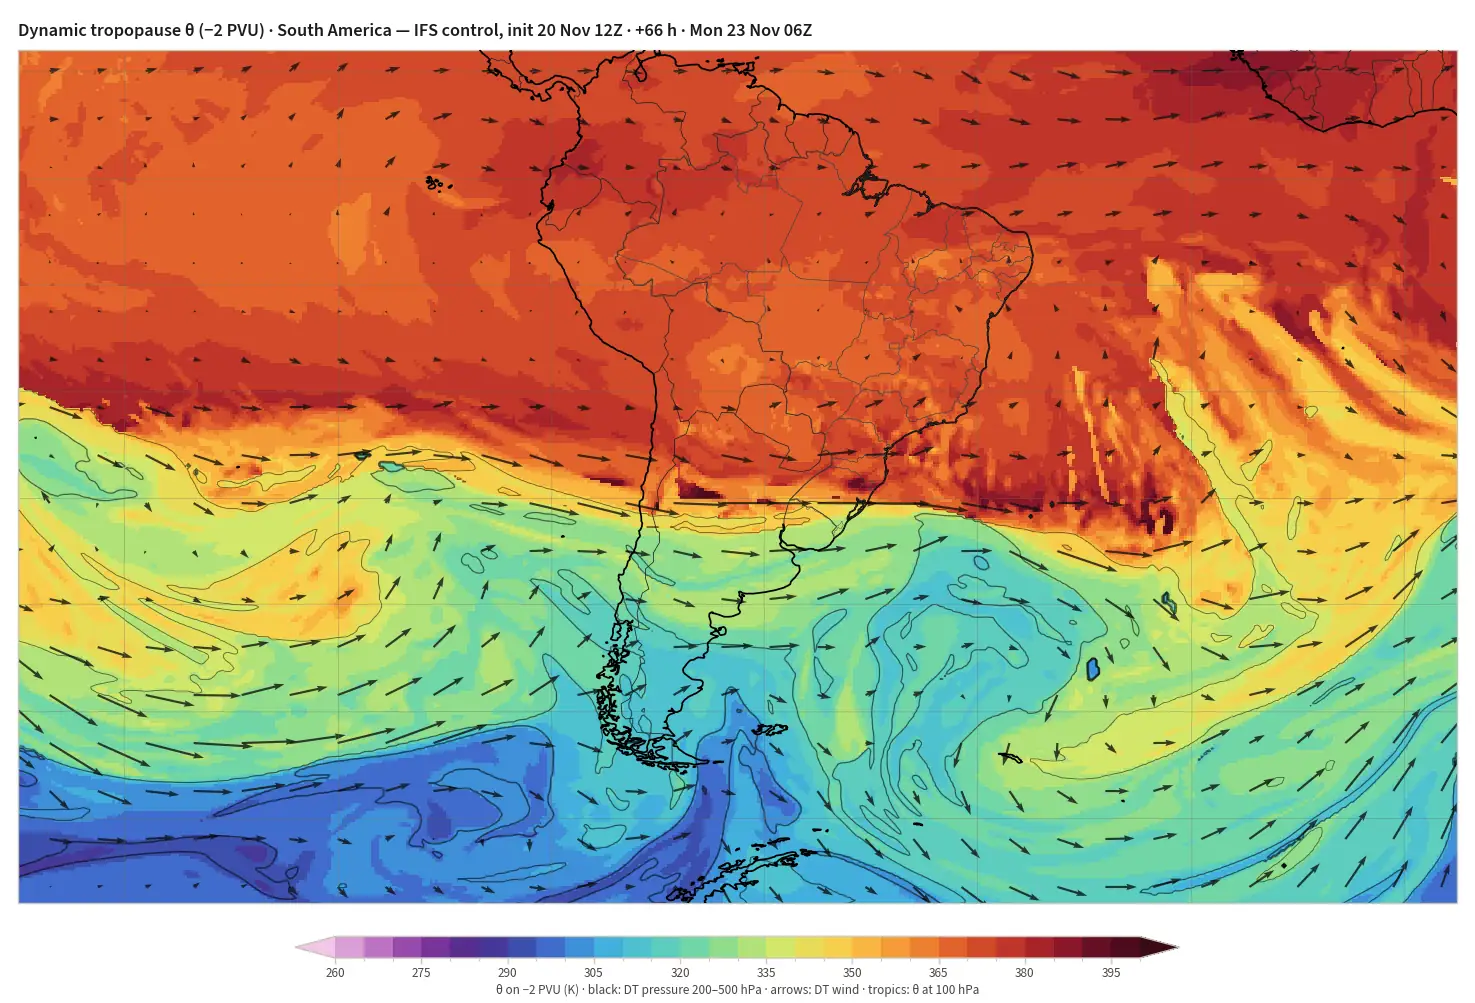 Dynamic tropopause θ (−2 PVU) · South America — IFS control, init 20 Nov 12Z · +66 h · Mon 23 Nov 06Z
260 275 290 305 320 335 350 365 380 395
θ on −2 PVU (K) · black: DT pressure 200–500 hPa · arrows: DT wind · tropics: θ at 100 hPa